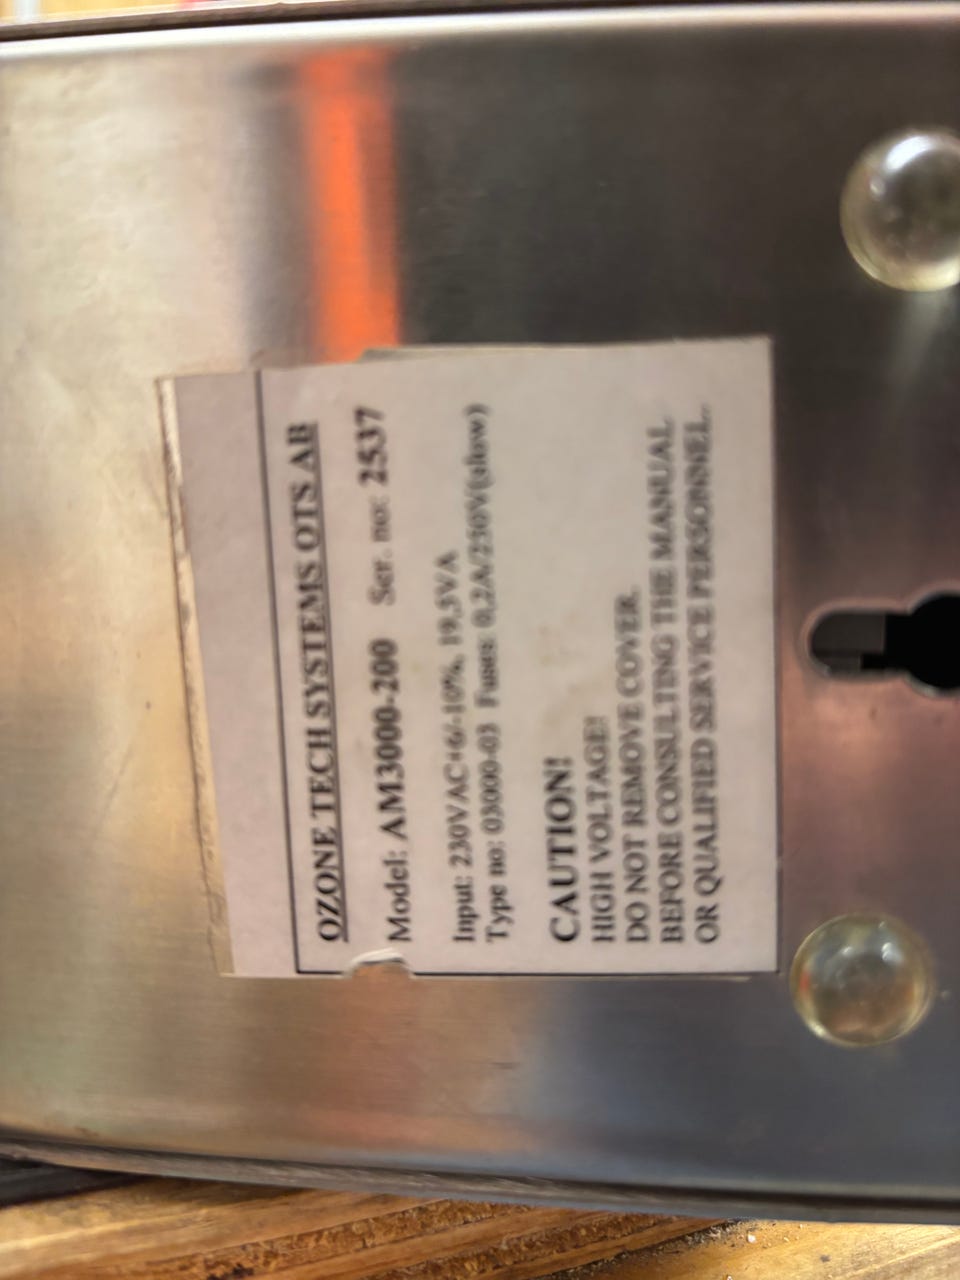 OZONE TECH SYSTEMS OTS AB
Model: AM3000-200 Ser. no: 2537
Input: 230VAC+6/-10%, 19,5VA
Type no: 03000-03 Fuses: 0,2A/250V(slow)
CAUTION!
HIGH VOLTAGE!
DO NOT REMOVE COVER.
BEFORE CONSULTING THE MANUAL
OR QUALIFIED SERVICE PERSONNEL.